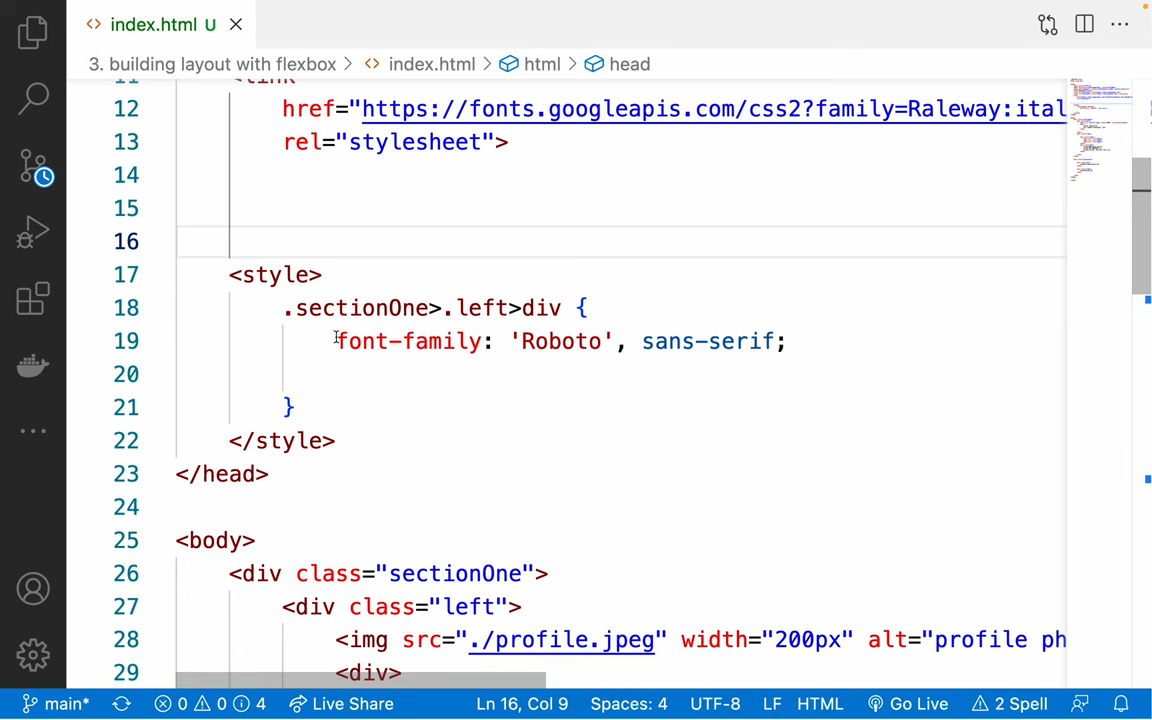 index.html U
3. building layout with flexbox > index.html > html > head
11 <link
12 href="https://fonts.googleapis.com/css2?family=Raleway:ital
13 rel="stylesheet">
14
15
16
17 <style>
18 .sectionOne>.left>div {
19 font-family: 'Roboto', sans-serif;
20
21 }
22 </style>
23 </head>
24
25 <body>
26 <div class="sectionOne">
27 <div class="left">
28 <img src="./profile.jpeg" width="200px" alt="profile ph
29 <div>
main* 0 0 4 Live Share Ln 16, Col 9 Spaces: 4 UTF-8 LF HTML Go Live 2 Spell